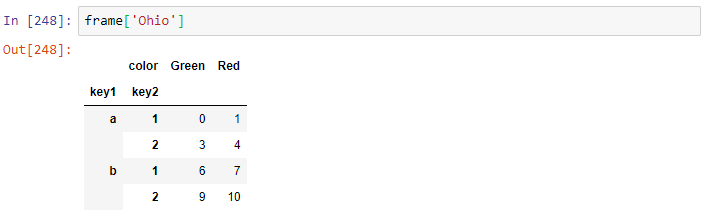 In [248]: frame['Ohio']
Out[248]:
color Green Red
key1 key2
a 1 0 1
2 3 4
b 1 6 7
2 9 10